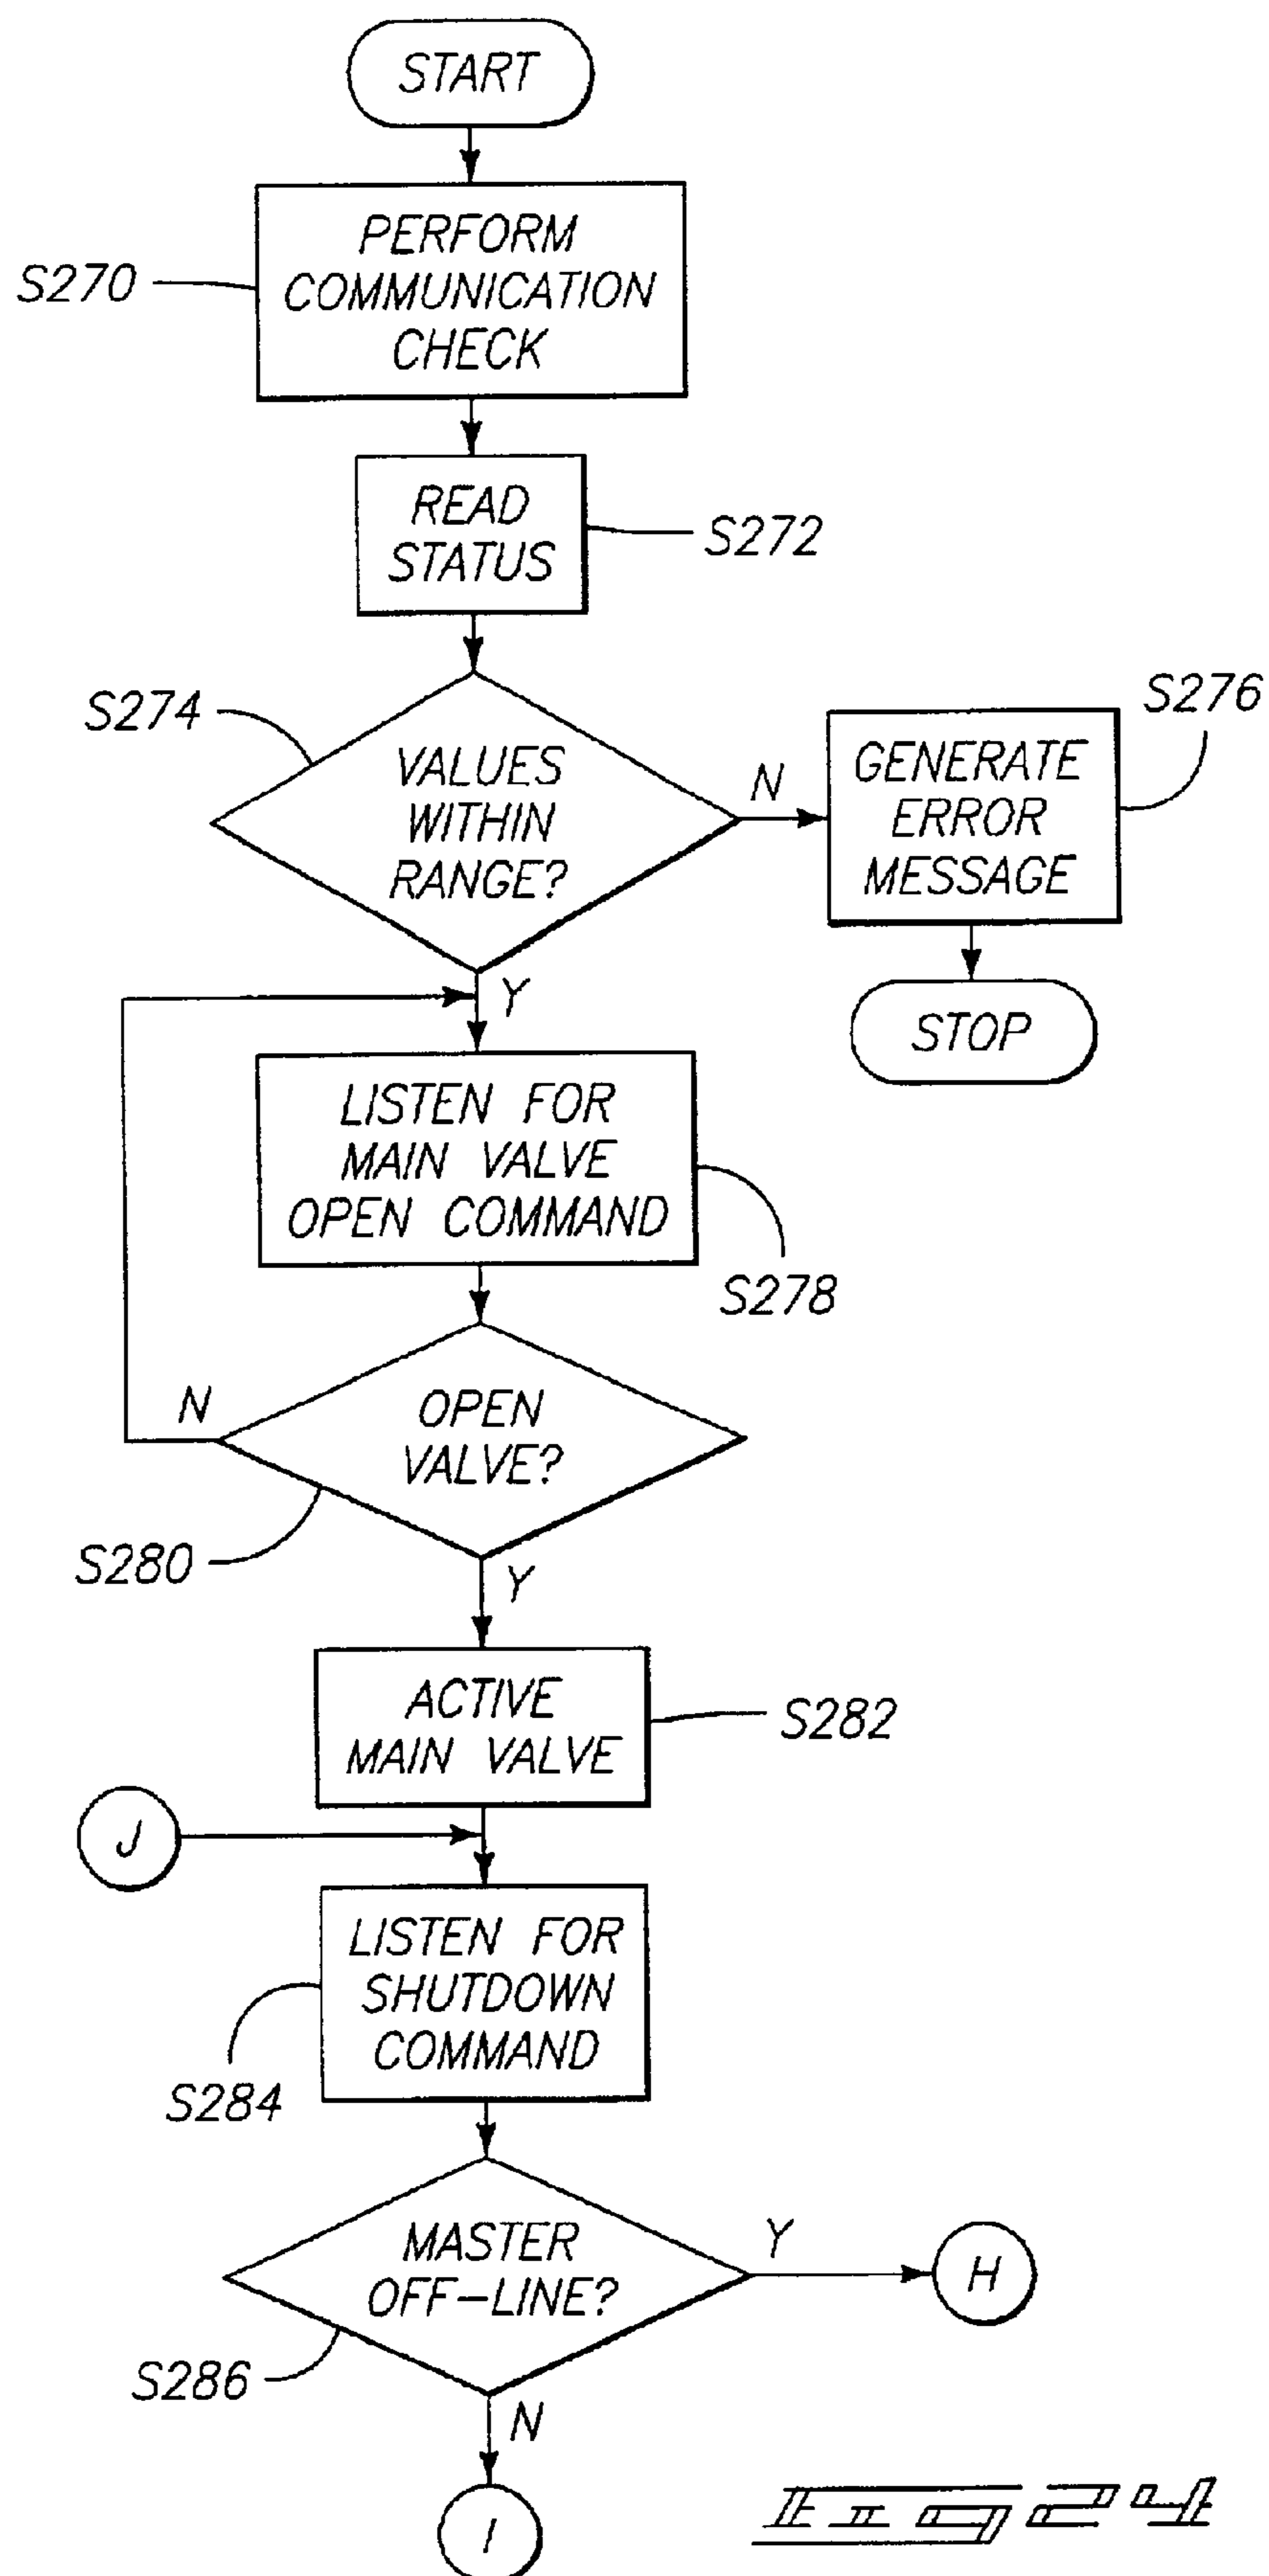 START
PERFORM
COMMUNICATION
CHECK
S270
READ
STATUS
S272
S274
VALUES
WITHIN
RANGE?
N
GENERATE
ERROR
MESSAGE
S276
Y
STOP
LISTEN FOR
MAIN VALVE
OPEN COMMAND
S278
N
OPEN
VALVE?
S280
Y
ACTIVE
MAIN VALVE
S282
J
LISTEN FOR
SHUTDOWN
COMMAND
S284
MASTER
OFF-LINE?
Y
H
S286
N
I
Fig 24